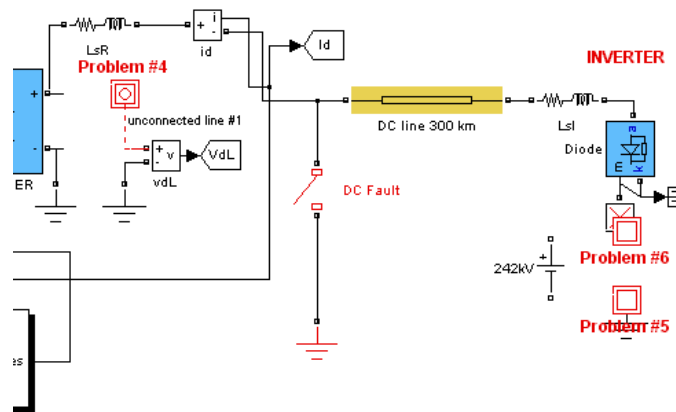 i
+
-
LsR
id
Id
Problem #4
INVERTER
+
unconnected line #1
DC line 300 km
LsI
+
v
-
VdL
Diode
a
m
k
-
ER
vdL
DC Fault
+
242kV
Problem #6
Problem #5
es